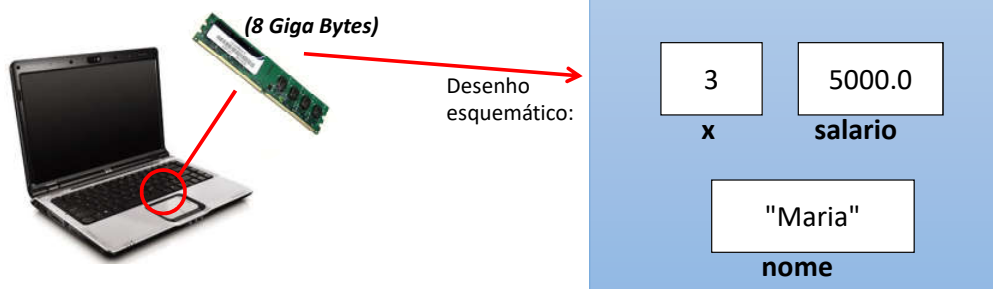 (8 Giga Bytes)
Desenho
esquemático:
3
5000.0
x
salario
"Maria"
nome